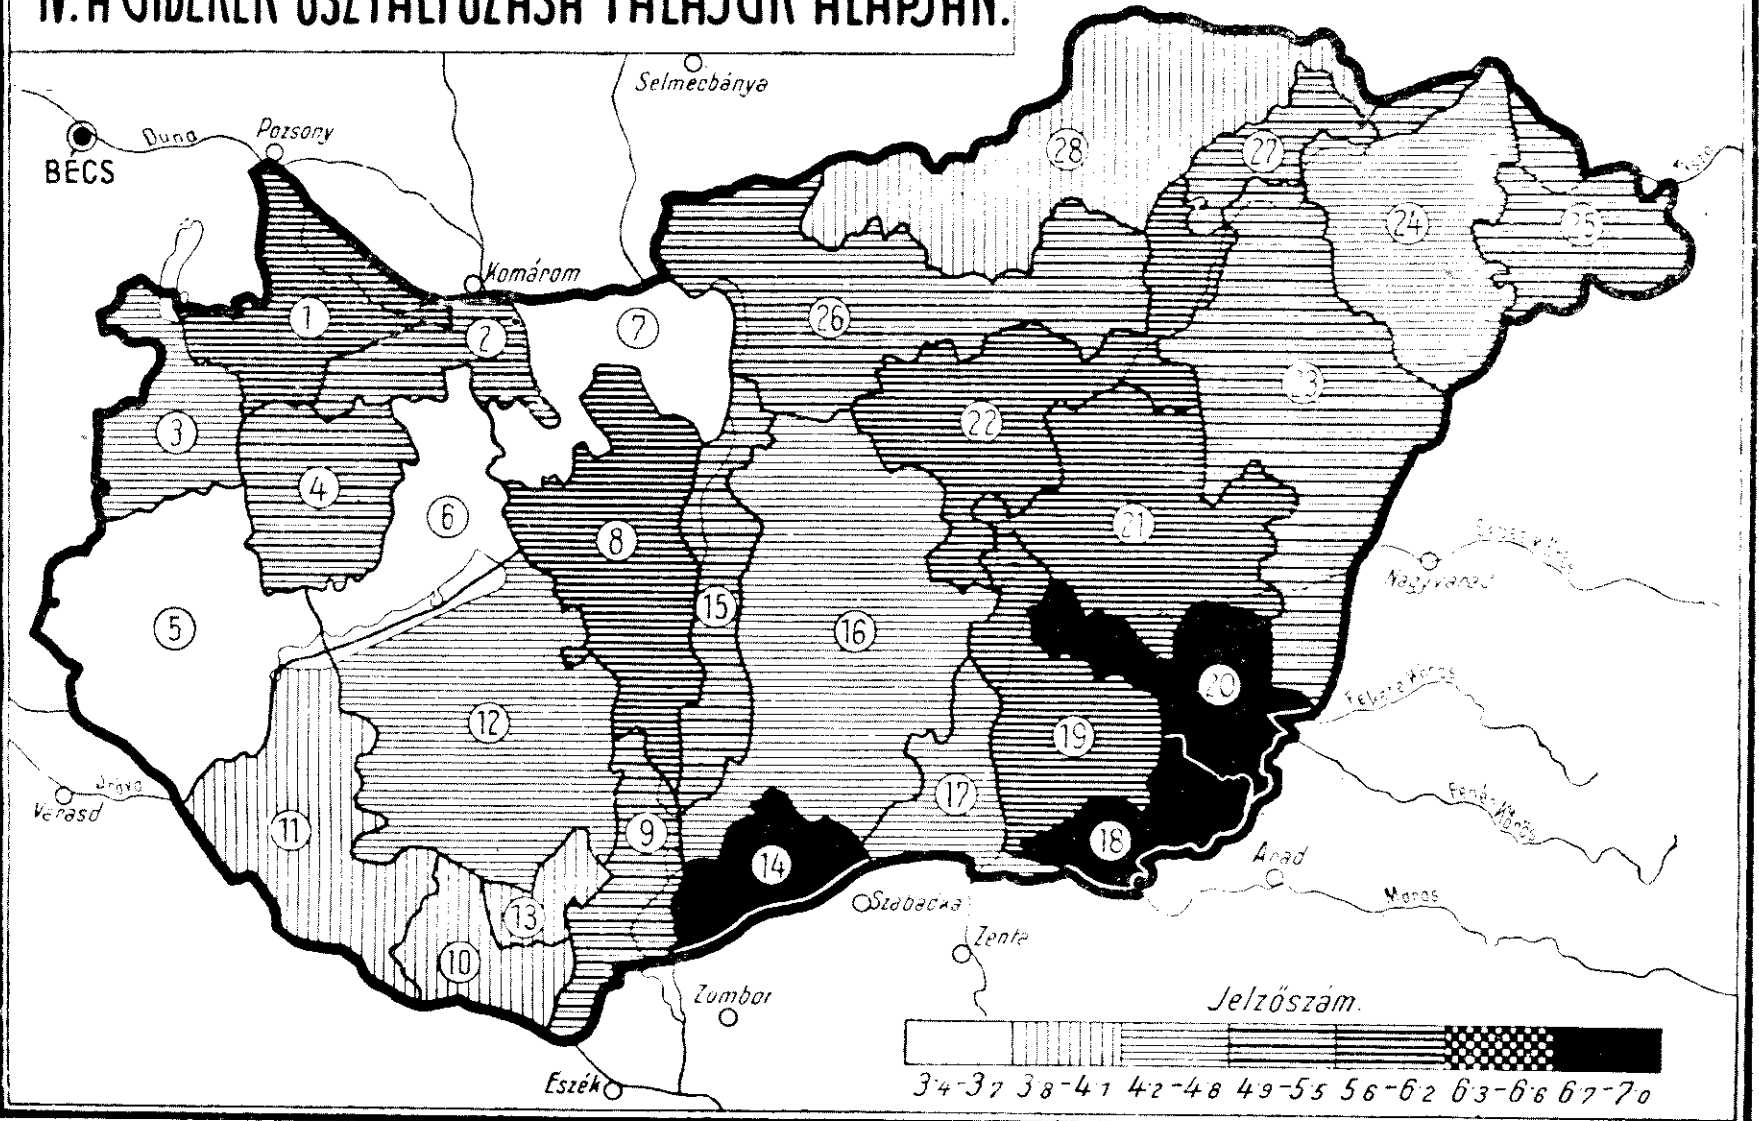 IV. A VIDÉKEK OSZTÁLYOZÁSA TALAJUK ALAPJÁN.
Selmecbánya
Duna
Pozsony
BÉCS
Komárom
28
27
24
25
1
2
7
26
3
23
22
4
6
8
21
Nagyvárad
5
15
16
20
Fekete Körös
12
19
Dráva
Varasd
17
11
9
14
18
Fehér Körös
Arad
Maros
13
Szabadka
10
Zenta
Zombor
Jelzőszám.
Eszék
3·4-3·7 3·8-4·1 4·2-4·8 4·9-5·5 5·6-6·2 6·3-6·6 6·7-7·0